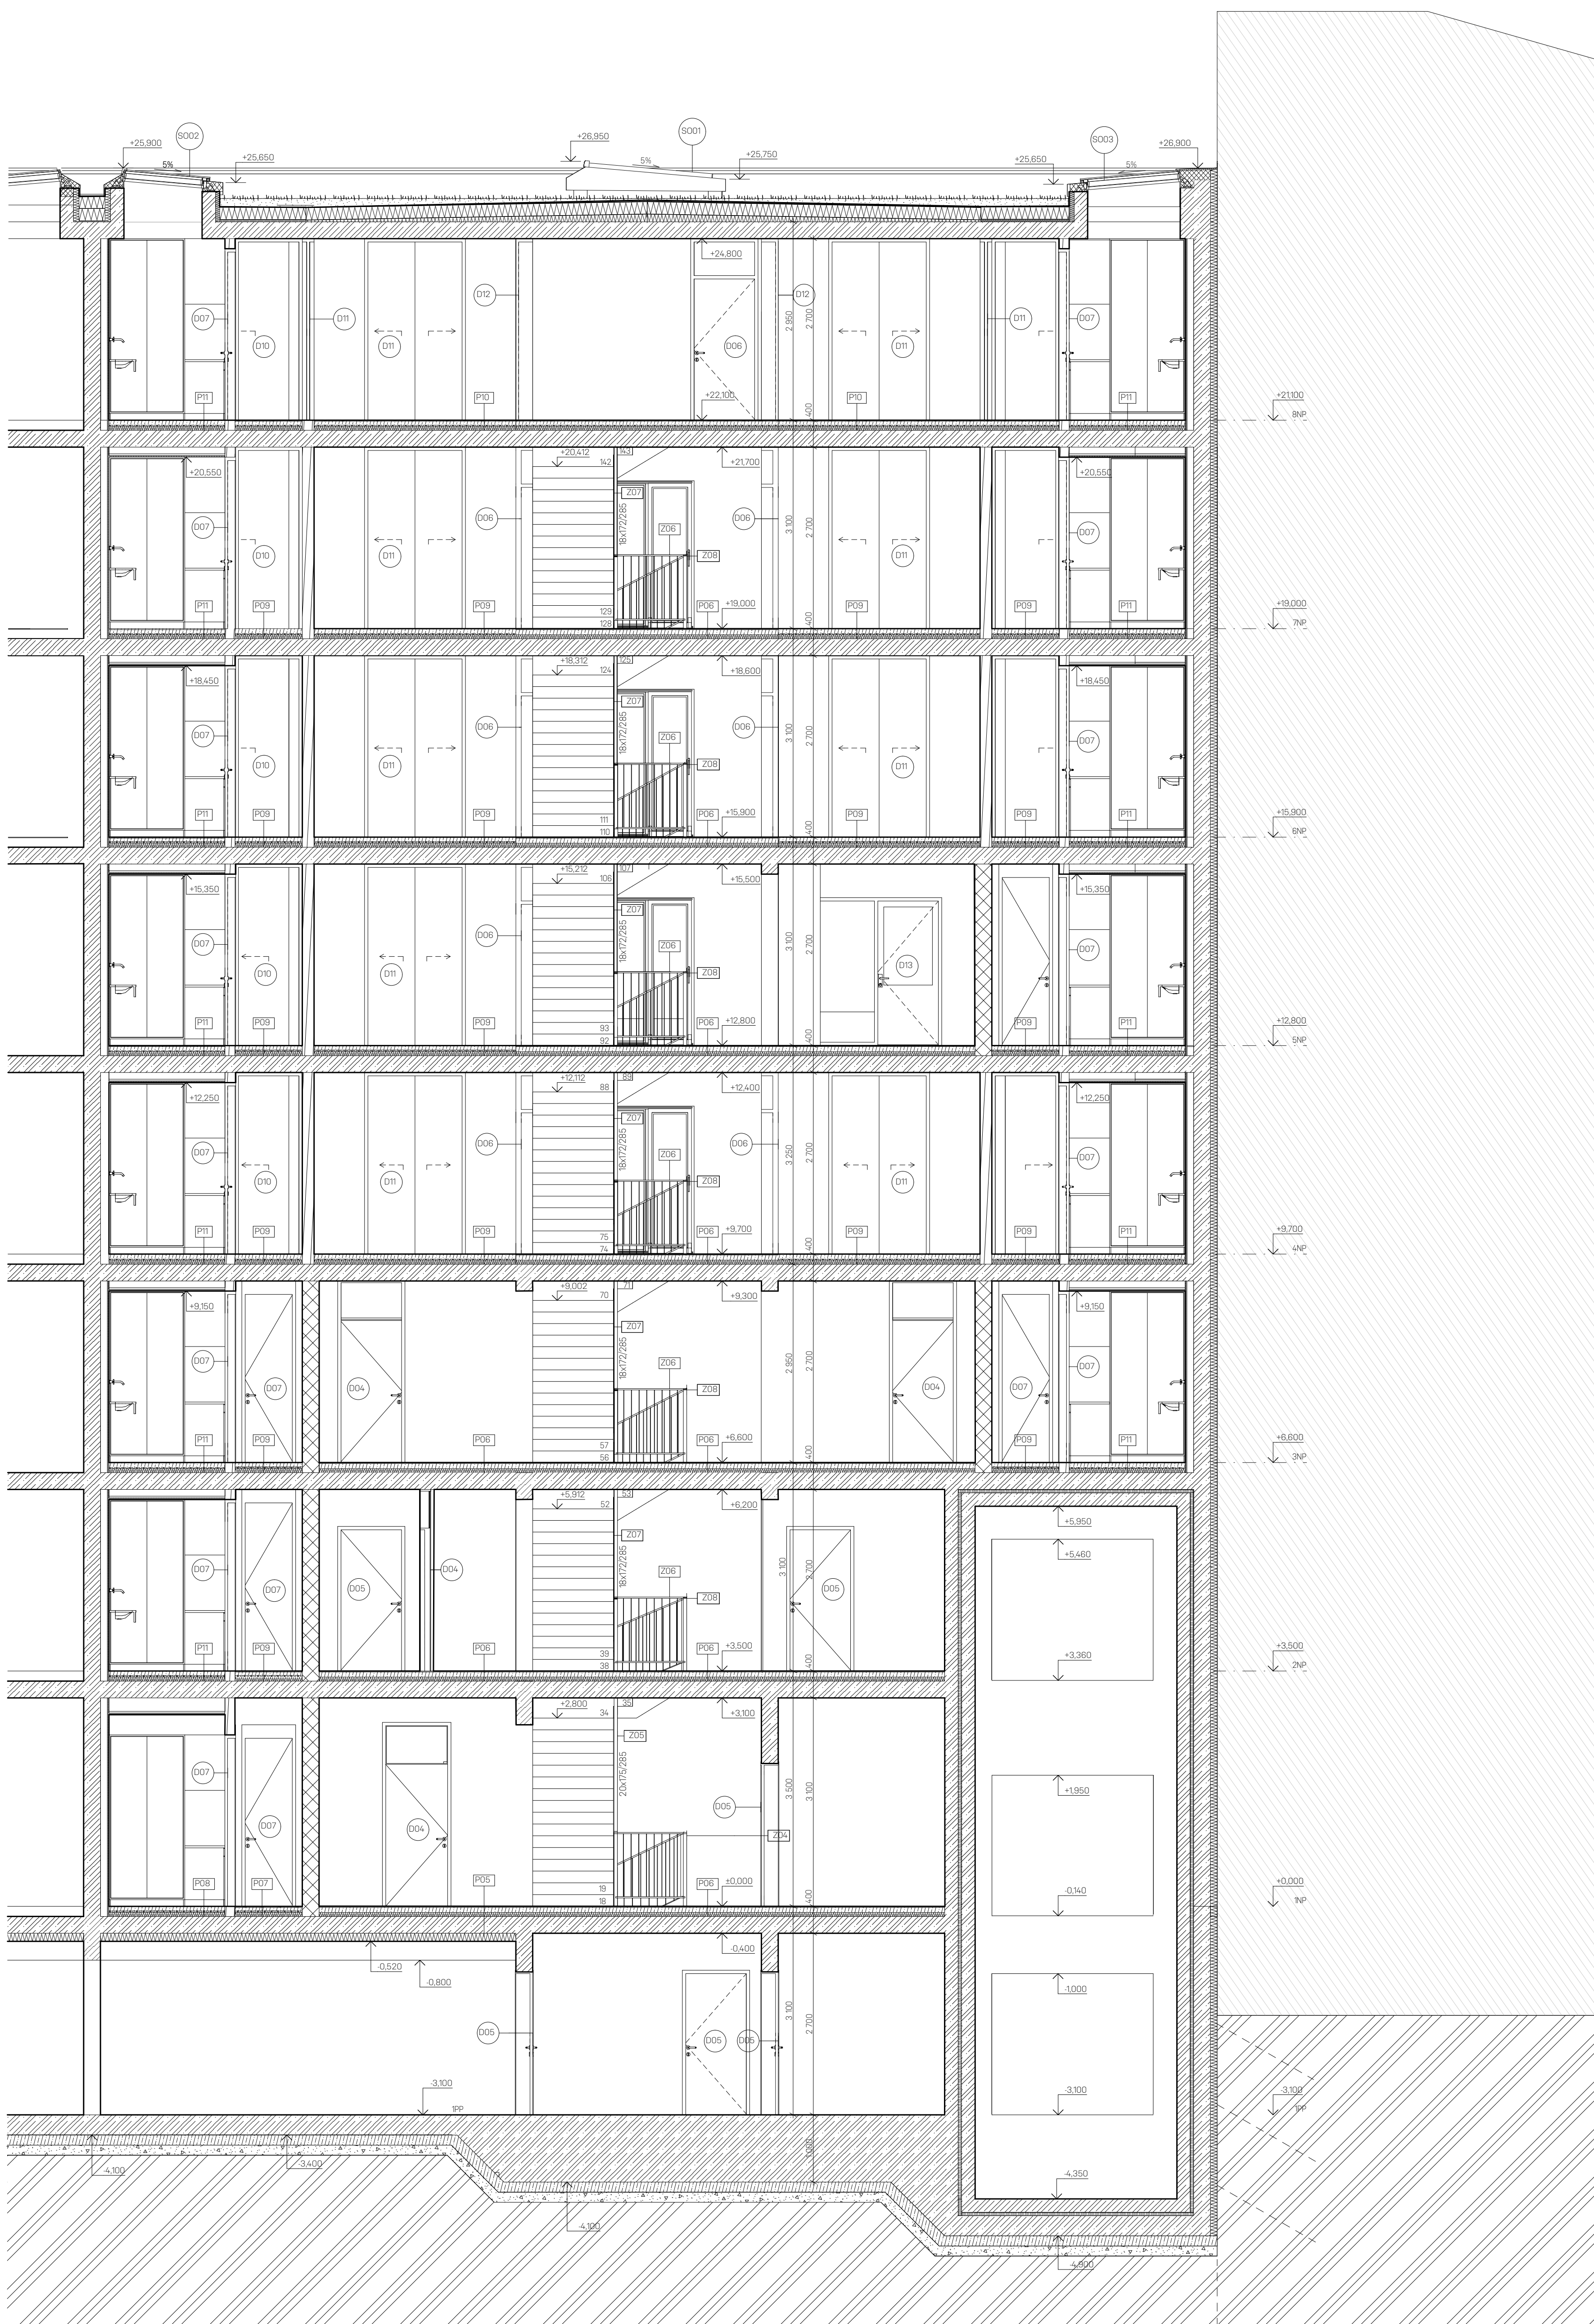 S002
S001
S003
+25,900
5%
+25,650
+26,950
5%
+25,750
+25,650
5%
+26,900
+24,800
D12
D12
D07
D10
D11
D11
D06
2 950
2 700
D11
D11
D07
P11
P10
+22,100
400
P10
P11
+21,100
8NP
+20,412
142
143
+21,700
+20,550
+20,550
Z07
D07
D10
D11
D06
18x172/285
Z06
D06
3 100
2 700
D11
D07
Z08
129
128
P11
P09
P09
P06
+19,000
400
P09
P09
P11
+19,000
7NP
+18,312
124
125
+18,600
+18,450
+18,450
Z07
D07
D10
D11
D06
18x172/285
Z06
D06
3 100
2 700
D11
D07
Z08
111
110
P11
P09
P09
P06
+15,900
400
P09
P09
P11
+15,900
6NP
+15,212
106
107
+15,500
+15,350
+15,350
Z07
D07
D10
D11
D06
18x172/285
Z06
3 100
2 700
D13
D07
Z08
93
92
P11
P09
P09
P06
+12,800
400
P09
P11
+12,800
5NP
+12,112
88
89
+12,400
+12,250
+12,250
Z07
D07
D10
D11
D06
18x172/285
Z06
D06
3 250
2 700
D11
D07
Z08
75
74
P11
P09
P09
P06
+9,700
400
P09
P09
P11
+9,700
4NP
+9,002
70
71
+9,300
+9,150
+9,150
Z07
D07
D07
D04
18x172/285
Z06
2 950
2 700
D04
D07
D07
Z08
57
56
P11
P09
P06
P06
+6,600
400
P09
P11
+6,600
3NP
+5,912
52
53
+6,200
+5,950
+5,460
Z07
D07
D07
D05
D04
18x172/285
Z06
3 100
2 700
D05
Z08
39
38
P11
P09
P06
P06
+3,500
400
+3,360
+3,500
2NP
+2,800
34
35
+3,100
Z05
D07
D07
D04
20x175/285
D05
3 500
3 100
+1,950
Z04
19
18
P08
P07
P05
P06
±0,000
400
-0,140
+0,000
1NP
-0,520
-0,800
-0,400
-1,000
D05
D05
D05
3 100
2 700
-3,100
1PP
-3,100
-3,100
1PP
-4,100
-3,400
1 000
-4,100
-4,350
-4,900